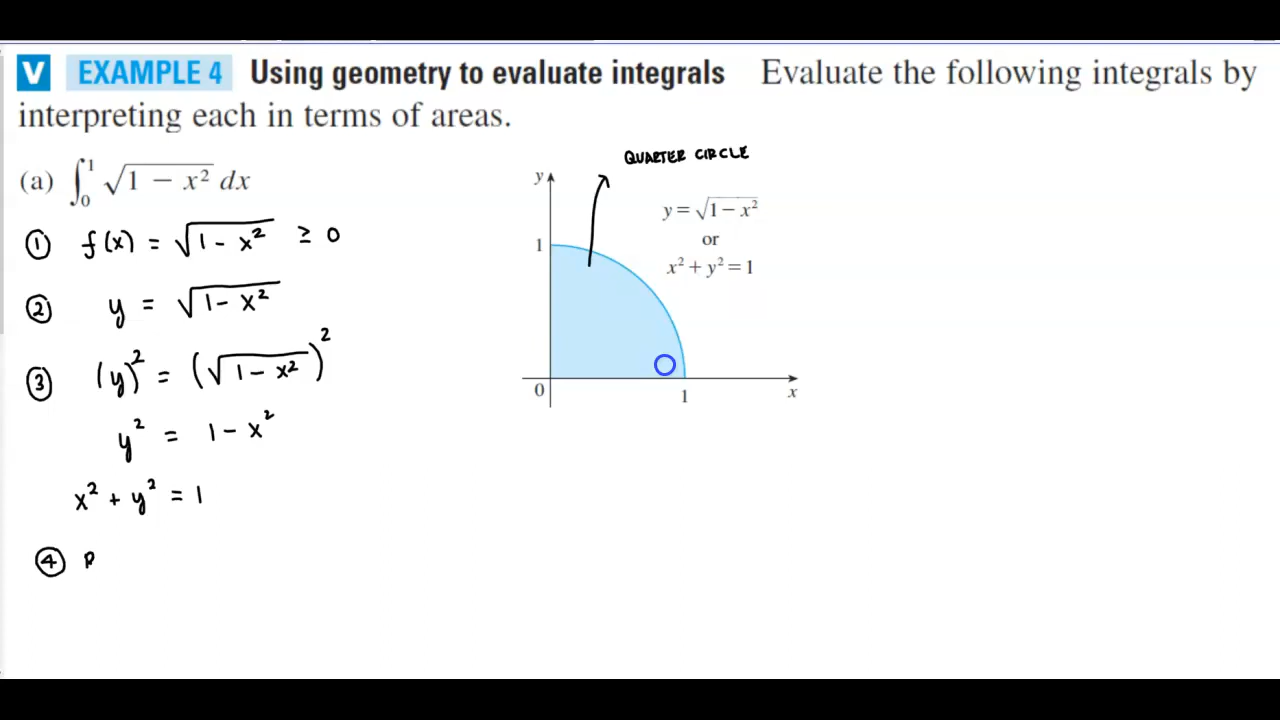 V EXAMPLE 4 Using geometry to evaluate integrals Evaluate the following integrals by
interpreting each in terms of areas.
(a) ∫₀¹ √(1 − x²) dx
① f(x) = √(1 - x²) ≥ 0
② y = √(1 - x²)
③ (y)² = (√(1 - x²))²
y² = 1 - x²
x² + y² = 1
④
QUARTER CIRCLE
y
y = √(1 − x²)
or
x² + y² = 1
1
0
1
x